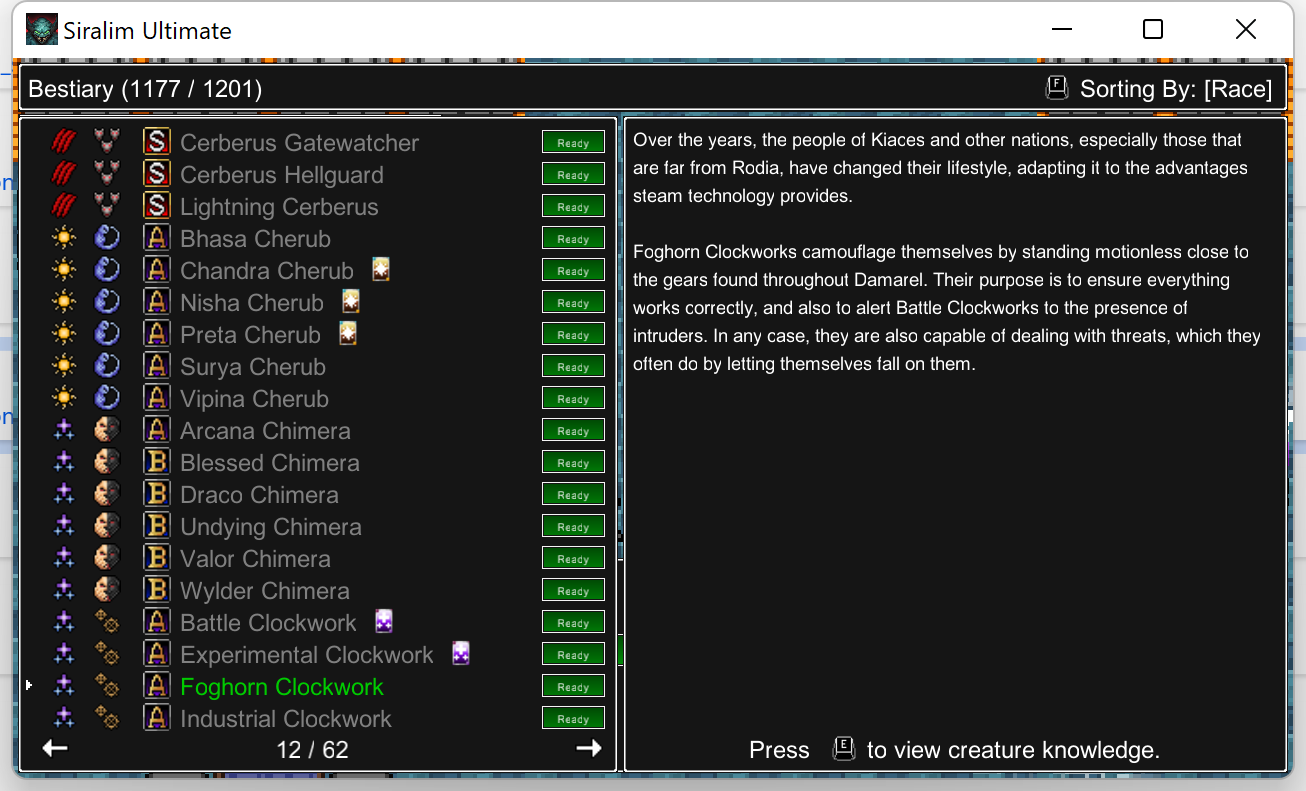 Siralim Ultimate
Bestiary (1177 / 1201)
F Sorting By: [Race]
S Cerberus Gatewatcher Ready
S Cerberus Hellguard Ready
S Lightning Cerberus Ready
A Bhasa Cherub Ready
A Chandra Cherub Ready
A Nisha Cherub Ready
A Preta Cherub Ready
A Surya Cherub Ready
A Vipina Cherub Ready
A Arcana Chimera Ready
B Blessed Chimera Ready
B Draco Chimera Ready
B Undying Chimera Ready
B Valor Chimera Ready
B Wylder Chimera Ready
A Battle Clockwork Ready
A Experimental Clockwork Ready
A Foghorn Clockwork Ready
A Industrial Clockwork Ready
12 / 62
Over the years, the people of Kiaces and other nations, especially those that
are far from Rodia, have changed their lifestyle, adapting it to the advantages
steam technology provides.
Foghorn Clockworks camouflage themselves by standing motionless close to
the gears found throughout Damarel. Their purpose is to ensure everything
works correctly, and also to alert Battle Clockworks to the presence of
intruders. In any case, they are also capable of dealing with threats, which they
often do by letting themselves fall on them.
Press E to view creature knowledge.